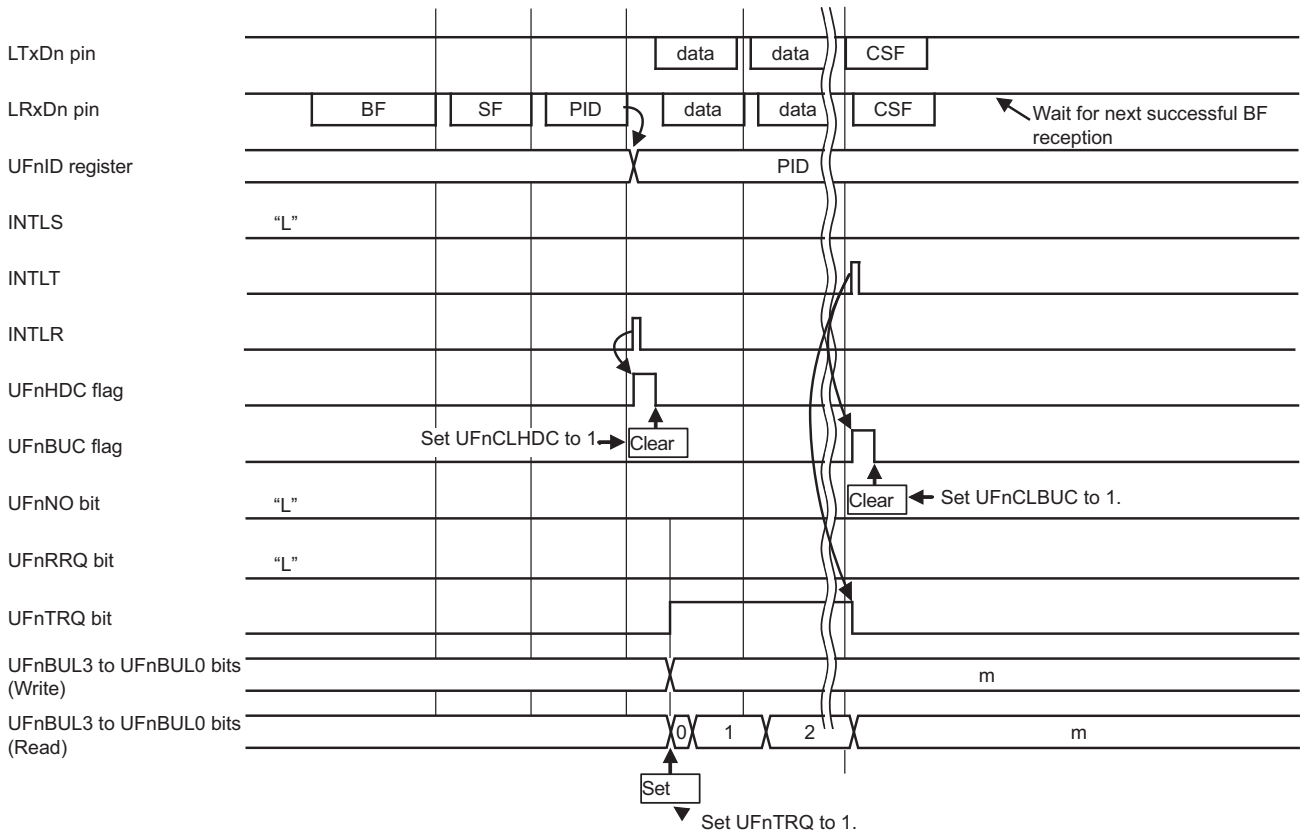 LTxDn pin
data
data
CSF
LRxDn pin
BF
SF
PID
data
data
CSF
Wait for next successful BF
reception
UFnID register
PID
INTLS
“L”
INTLT
INTLR
UFnHDC flag
Set UFnCLHDC to 1.
Clear
UFnBUC flag
UFnNO bit
“L”
Clear
Set UFnCLBUC to 1.
UFnRRQ bit
“L”
UFnTRQ bit
UFnBUL3 to UFnBUL0 bits
(Write)
m
UFnBUL3 to UFnBUL0 bits
(Read)
0
1
2
m
Set
Set UFnTRQ to 1.